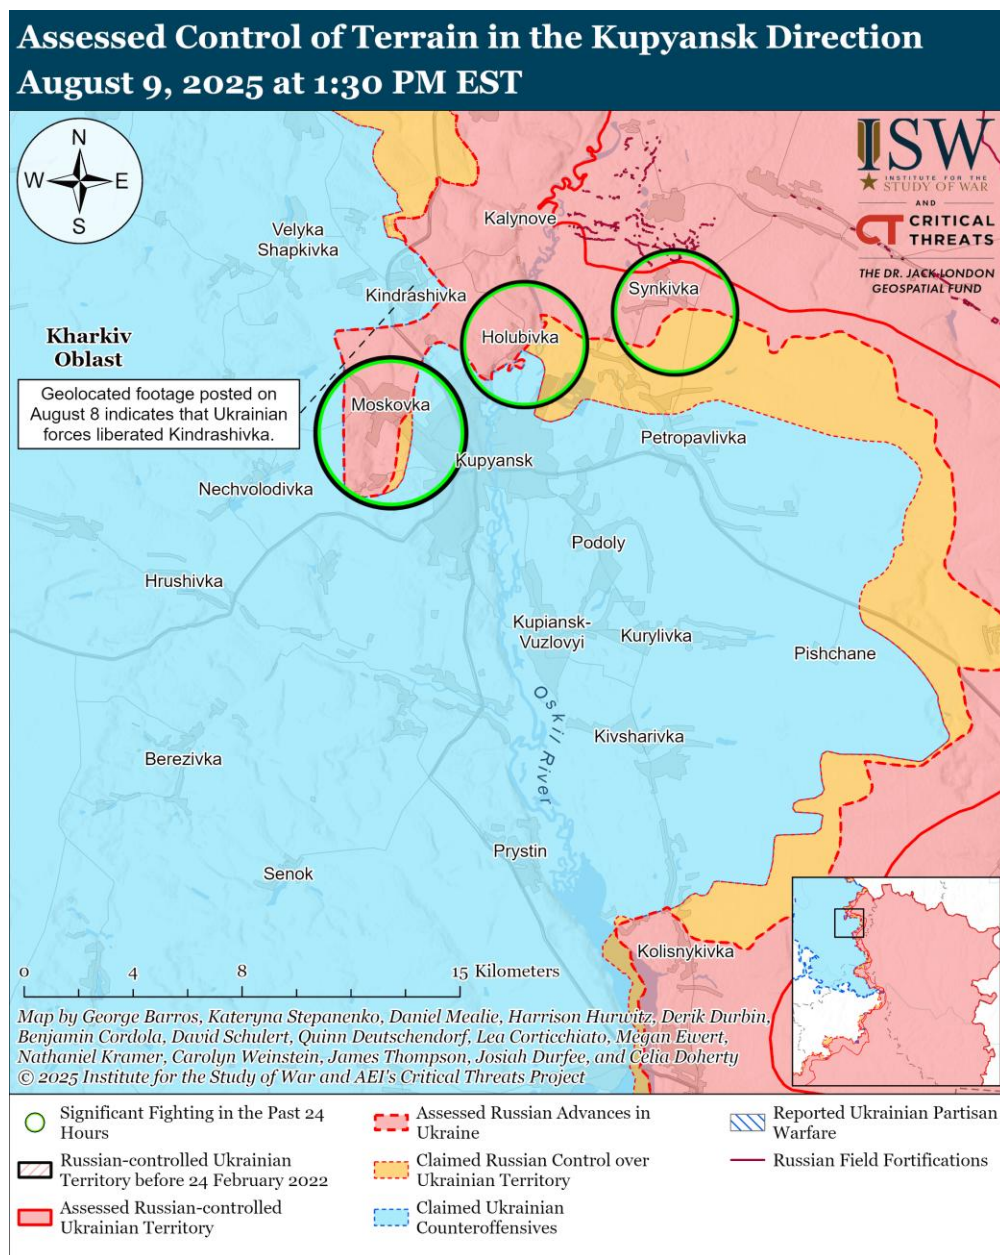 Assessed Control of Terrain in the Kupyansk Direction
August 9, 2025 at 1:30 PM EST
N
W
E
S
ISW
INSTITUTE FOR THE
STUDY OF WAR
AND
CT CRITICAL
THREATS
THE DR. JACK LONDON
GEOSPATIAL FUND
Kalynove
Velyka
Shapkivka
Kindrashivka
Synkivka
Holubivka
Kharkiv
Oblast
Geolocated footage posted on
August 8 indicates that Ukrainian
forces liberated Kindrashivka.
Moskovka
Petropavlivka
Kupyansk
Nechvolodivka
Podoly
Hrushivka
Kupiansk-
Vuzlovyi
Kurylivka
Pishchane
Oskil River
Kivsharivka
Berezivka
Prystin
Senok
Kolisnykivka
0 4 8 15 Kilometers
Map by George Barros, Kateryna Stepanenko, Daniel Mealie, Harrison Hurwitz, Derik Durbin,
Benjamin Cordola, David Schulert, Quinn Deutschendorf, Lea Corticchiato, Megan Ewert,
Nathaniel Kramer, Carolyn Weinstein, James Thompson, Josiah Durfee, and Celia Doherty
© 2025 Institute for the Study of War and AEI's Critical Threats Project
Significant Fighting in the Past 24
Hours
Russian-controlled Ukrainian
Territory before 24 February 2022
Assessed Russian-controlled
Ukrainian Territory
Assessed Russian Advances in
Ukraine
Claimed Russian Control over
Ukrainian Territory
Claimed Ukrainian
Counteroffensives
Reported Ukrainian Partisan
Warfare
Russian Field Fortifications